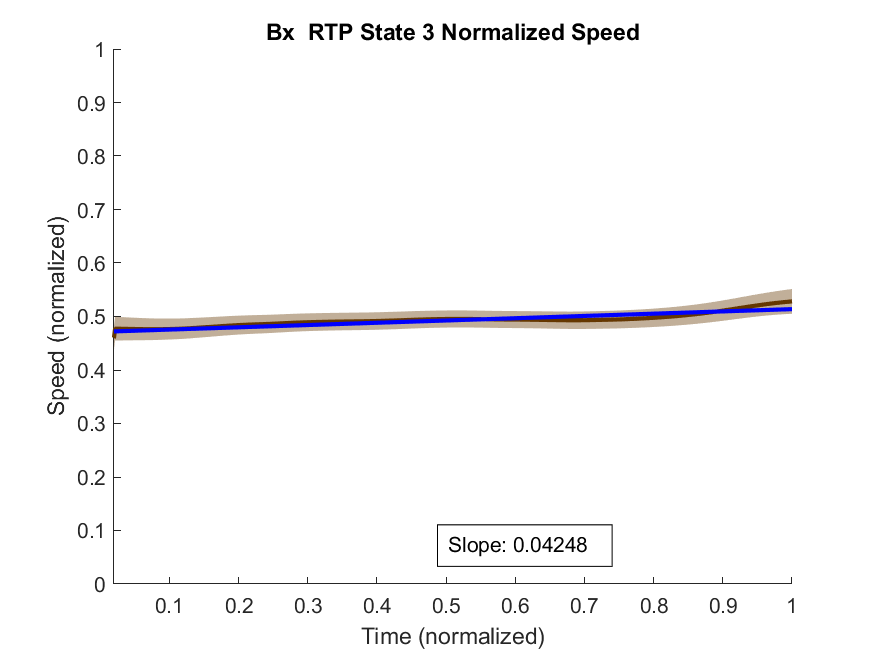 Bx  RTP State 3 Normalized Speed
1
0.9
0.8
0.7
0.6
0.5
0.4
0.3
0.2
0.1
0
Speed (normalized)
Slope: 0.04248
0.1 0.2 0.3 0.4 0.5 0.6 0.7 0.8 0.9 1
Time (normalized)